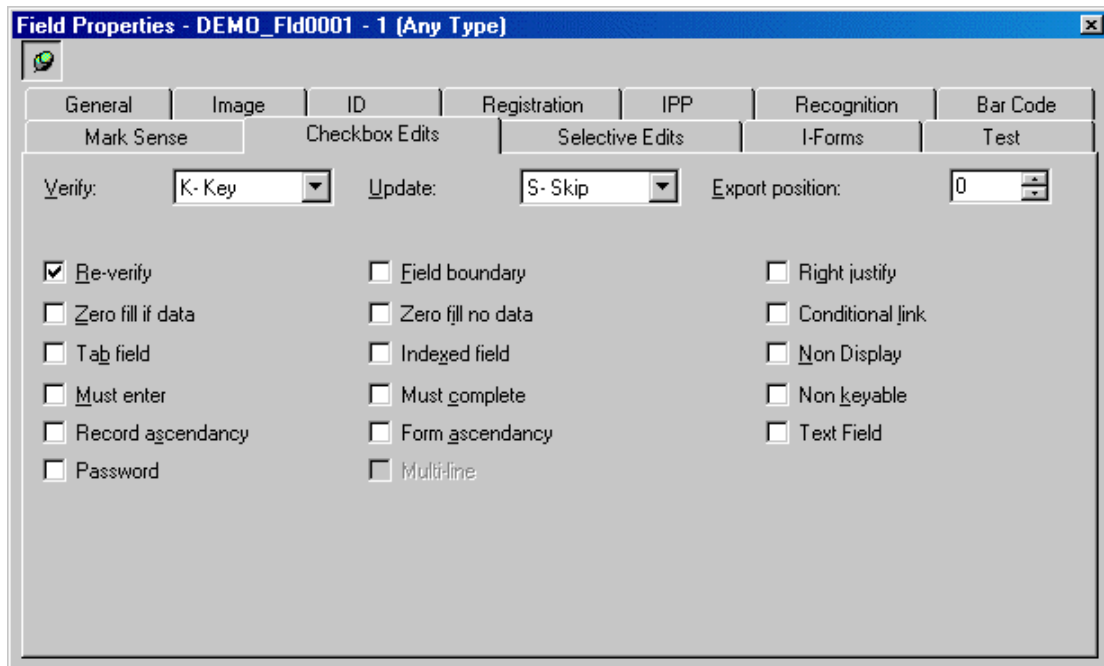 Field Properties - DEMO_Fld0001 - 1 (Any Type)
General Image ID Registration IPP Recognition Bar Code
Mark Sense Checkbox Edits Selective Edits I-Forms Test
Verify: K- Key Update: S- Skip Export position: 0
Re-verify Field boundary Right justify
Zero fill if data Zero fill no data Conditional link
Tab field Indexed field Non Display
Must enter Must complete Non keyable
Record ascendancy Form ascendancy Text Field
Password Multi-line